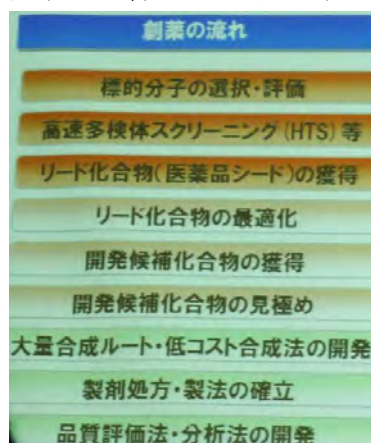 創薬の流れ
標的分子の選択・評価
高速多検体スクリーニング(HTS)等
リード化合物(医薬品シード)の獲得
リード化合物の最適化
開発候補化合物の獲得
開発候補化合物の見極め
大量合成ルート・低コスト合成法の開発
製剤処方・製法の確立
品質評価法・分析法の開発